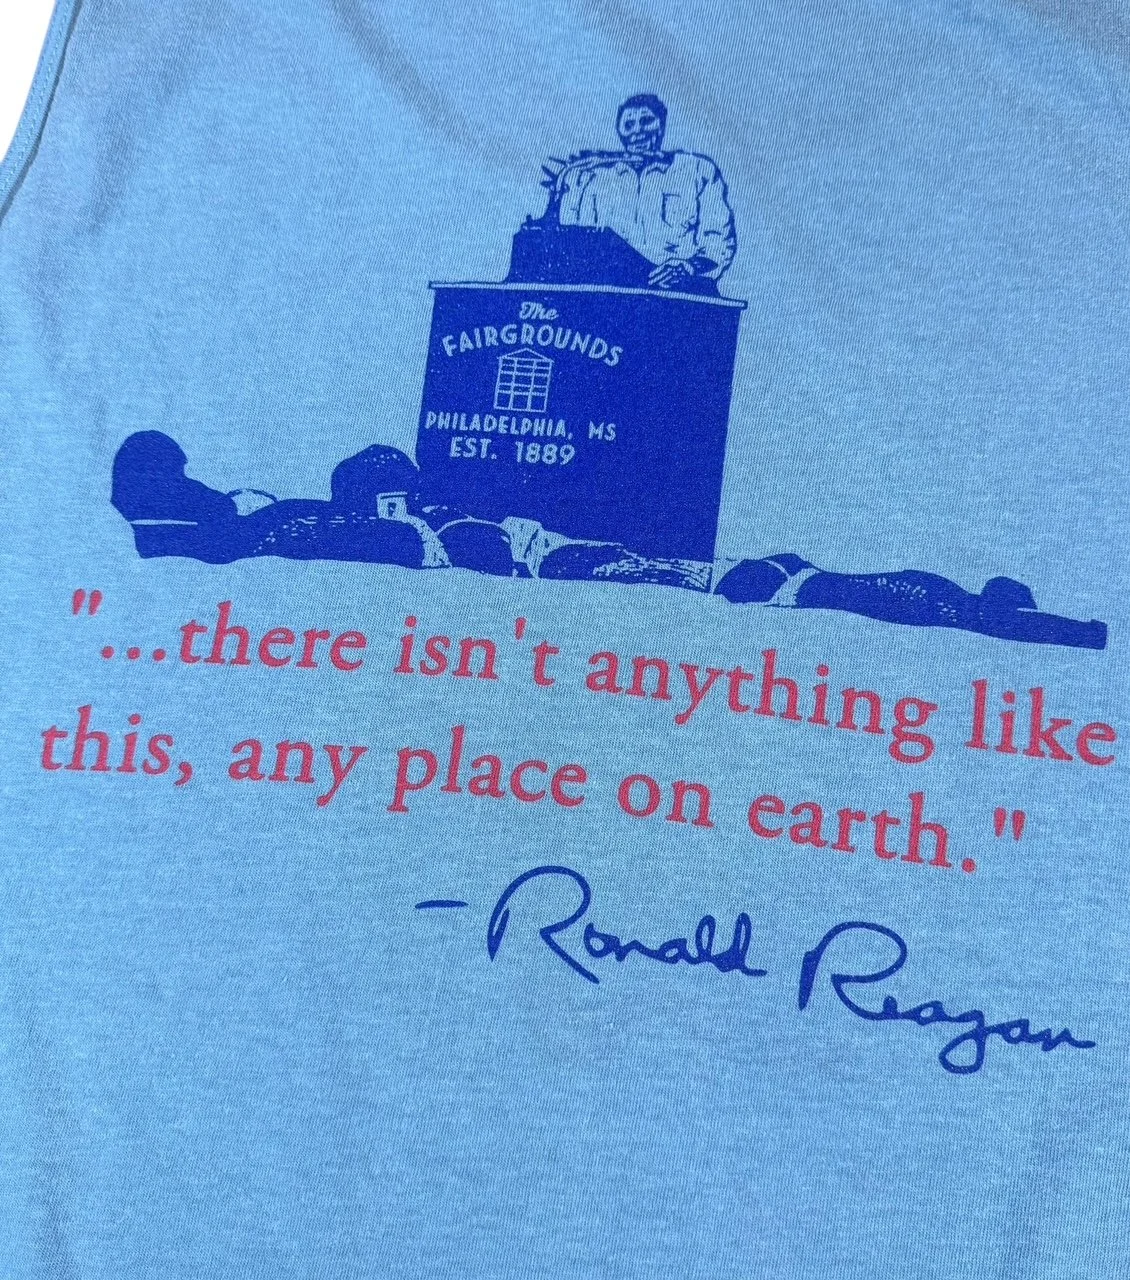 The
FAIRGROUNDS
PHILADELPHIA, MS
EST. 1889
"...there isn't anything like
this, any place on earth."
- Ronald Reagan